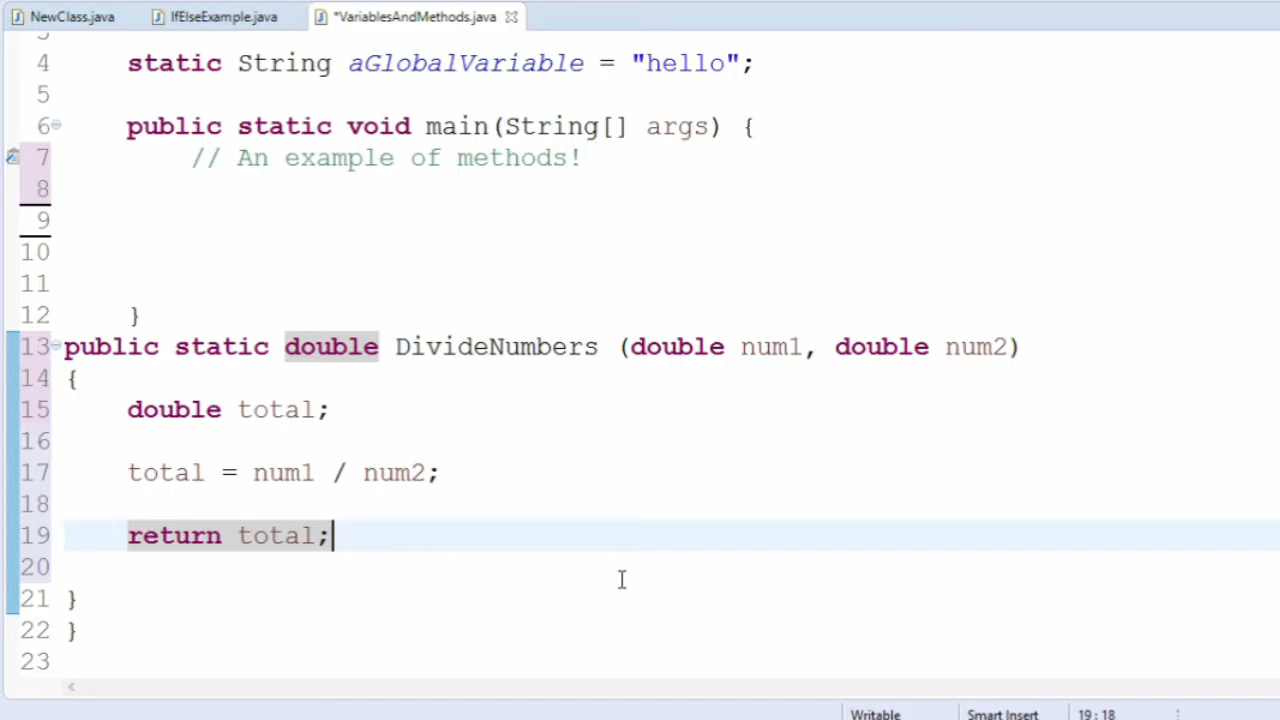 NewClass.java IfElseExample.java *VariablesAndMethods.java
3
4 static String aGlobalVariable = "hello";
5
6 public static void main(String[] args) {
7 // An example of methods!
8
9
10
11
12 }
13 public static double DivideNumbers (double num1, double num2)
14 {
15 double total;
16
17 total = num1 / num2;
18
19 return total;
20
21 }
22 }
23
Writable Smart Insert 19 : 18